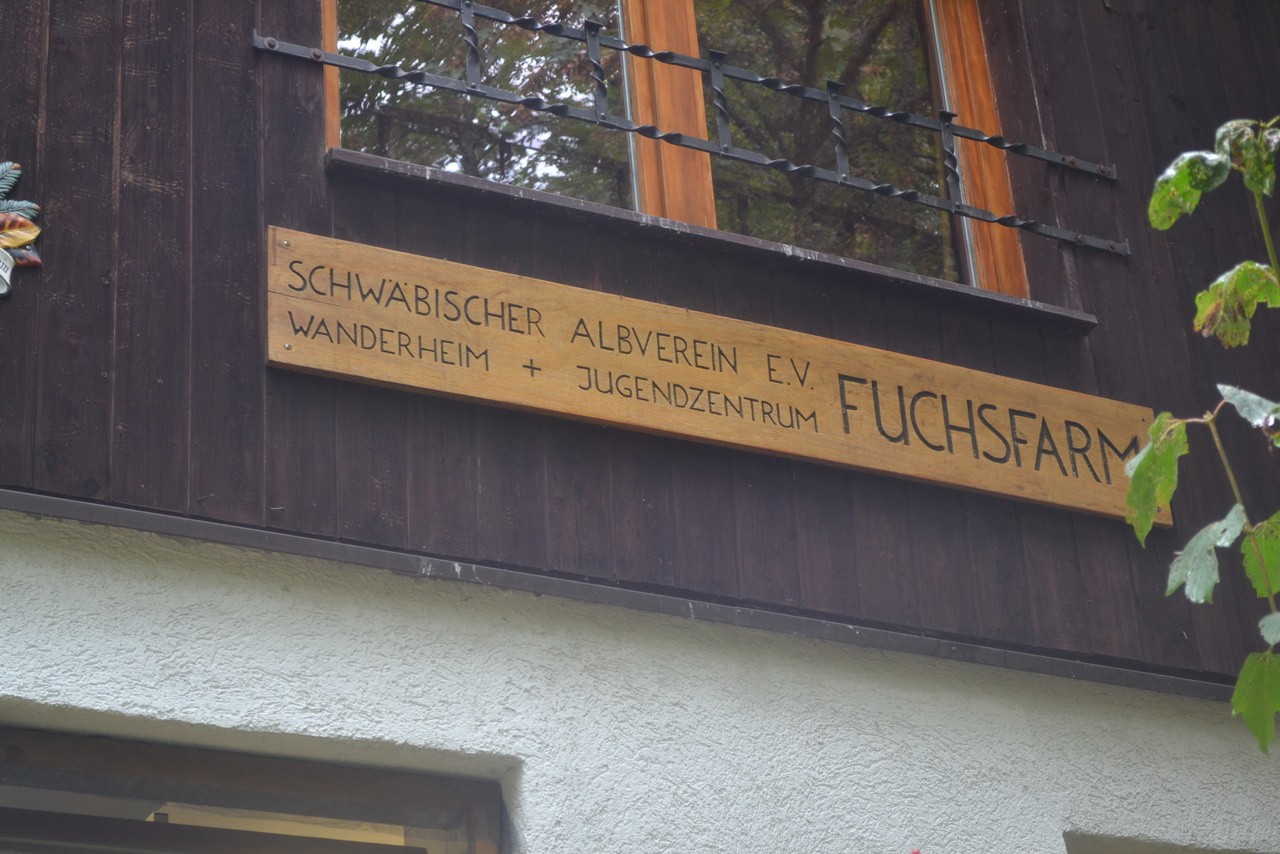 SCHWÄBISCHER ALBVEREIN E.V.
WANDERHEIM + JUGENDZENTRUM
FUCHSFARM